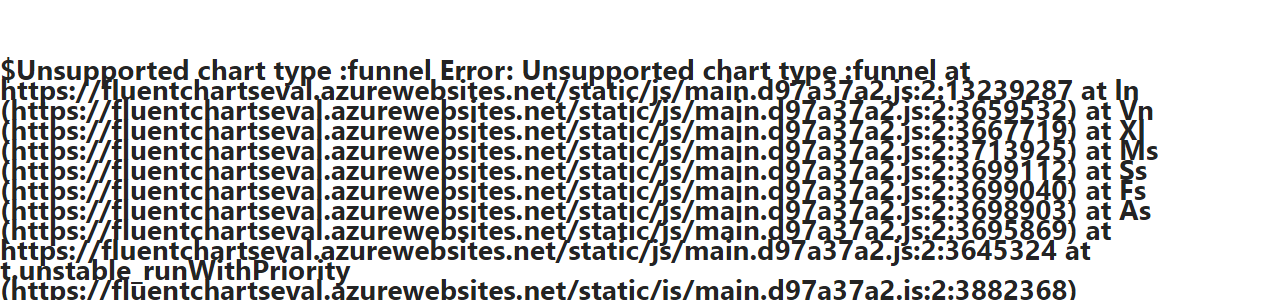 $Unsupported chart type :funnel Error: Unsupported chart type :funnel at
https://fluentchartseval.azurewebsites.net/static/js/main.d97a37a2.js:2:13239287 at ln
(https://fluentchartseval.azurewebsites.net/static/js/main.d97a37a2.js:2:3659532) at Vn
(https://fluentchartseval.azurewebsites.net/static/js/main.d97a37a2.js:2:3667719) at Xl
(https://fluentchartseval.azurewebsites.net/static/js/main.d97a37a2.js:2:3713925) at Ms
(https://fluentchartseval.azurewebsites.net/static/js/main.d97a37a2.js:2:3699112) at Ss
(https://fluentchartseval.azurewebsites.net/static/js/main.d97a37a2.js:2:3699040) at Fs
(https://fluentchartseval.azurewebsites.net/static/js/main.d97a37a2.js:2:3698903) at As
(https://fluentchartseval.azurewebsites.net/static/js/main.d97a37a2.js:2:3695869) at
https://fluentchartseval.azurewebsites.net/static/js/main.d97a37a2.js:2:3645324 at
t.unstable_runWithPriority
(https://fluentchartseval.azurewebsites.net/static/js/main.d97a37a2.js:2:3882368)